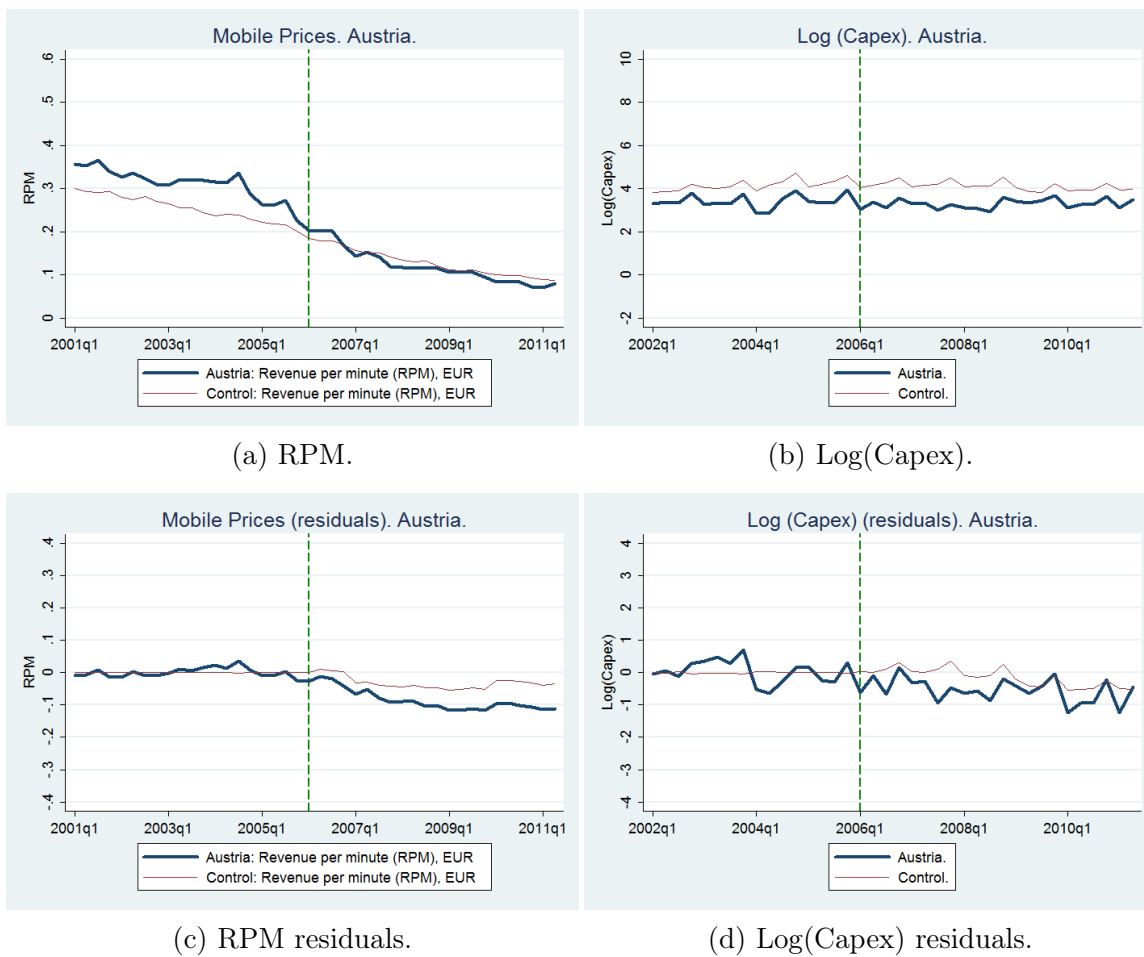 Mobile Prices. Austria.
RPM
.6
.5
.4
.3
.2
.1
0
2001q1 2003q1 2005q1 2007q1 2009q1 2011q1
Austria: Revenue per minute (RPM), EUR
Control: Revenue per minute (RPM), EUR
(a) RPM.
Log (Capex). Austria.
Log(Capex)
10
8
6
4
2
0
-2
2002q1 2004q1 2006q1 2008q1 2010q1
Austria.
Control.
(b) Log(Capex).
Mobile Prices (residuals). Austria.
RPM
.4
.3
.2
.1
0
-.1
-.2
-.3
-.4
2001q1 2003q1 2005q1 2007q1 2009q1 2011q1
Austria: Revenue per minute (RPM), EUR
Control: Revenue per minute (RPM), EUR
(c) RPM residuals.
Log (Capex) (residuals). Austria.
Log(Capex)
4
3
2
1
0
-1
-2
-3
-4
2002q1 2004q1 2006q1 2008q1 2010q1
Austria.
Control.
(d) Log(Capex) residuals.